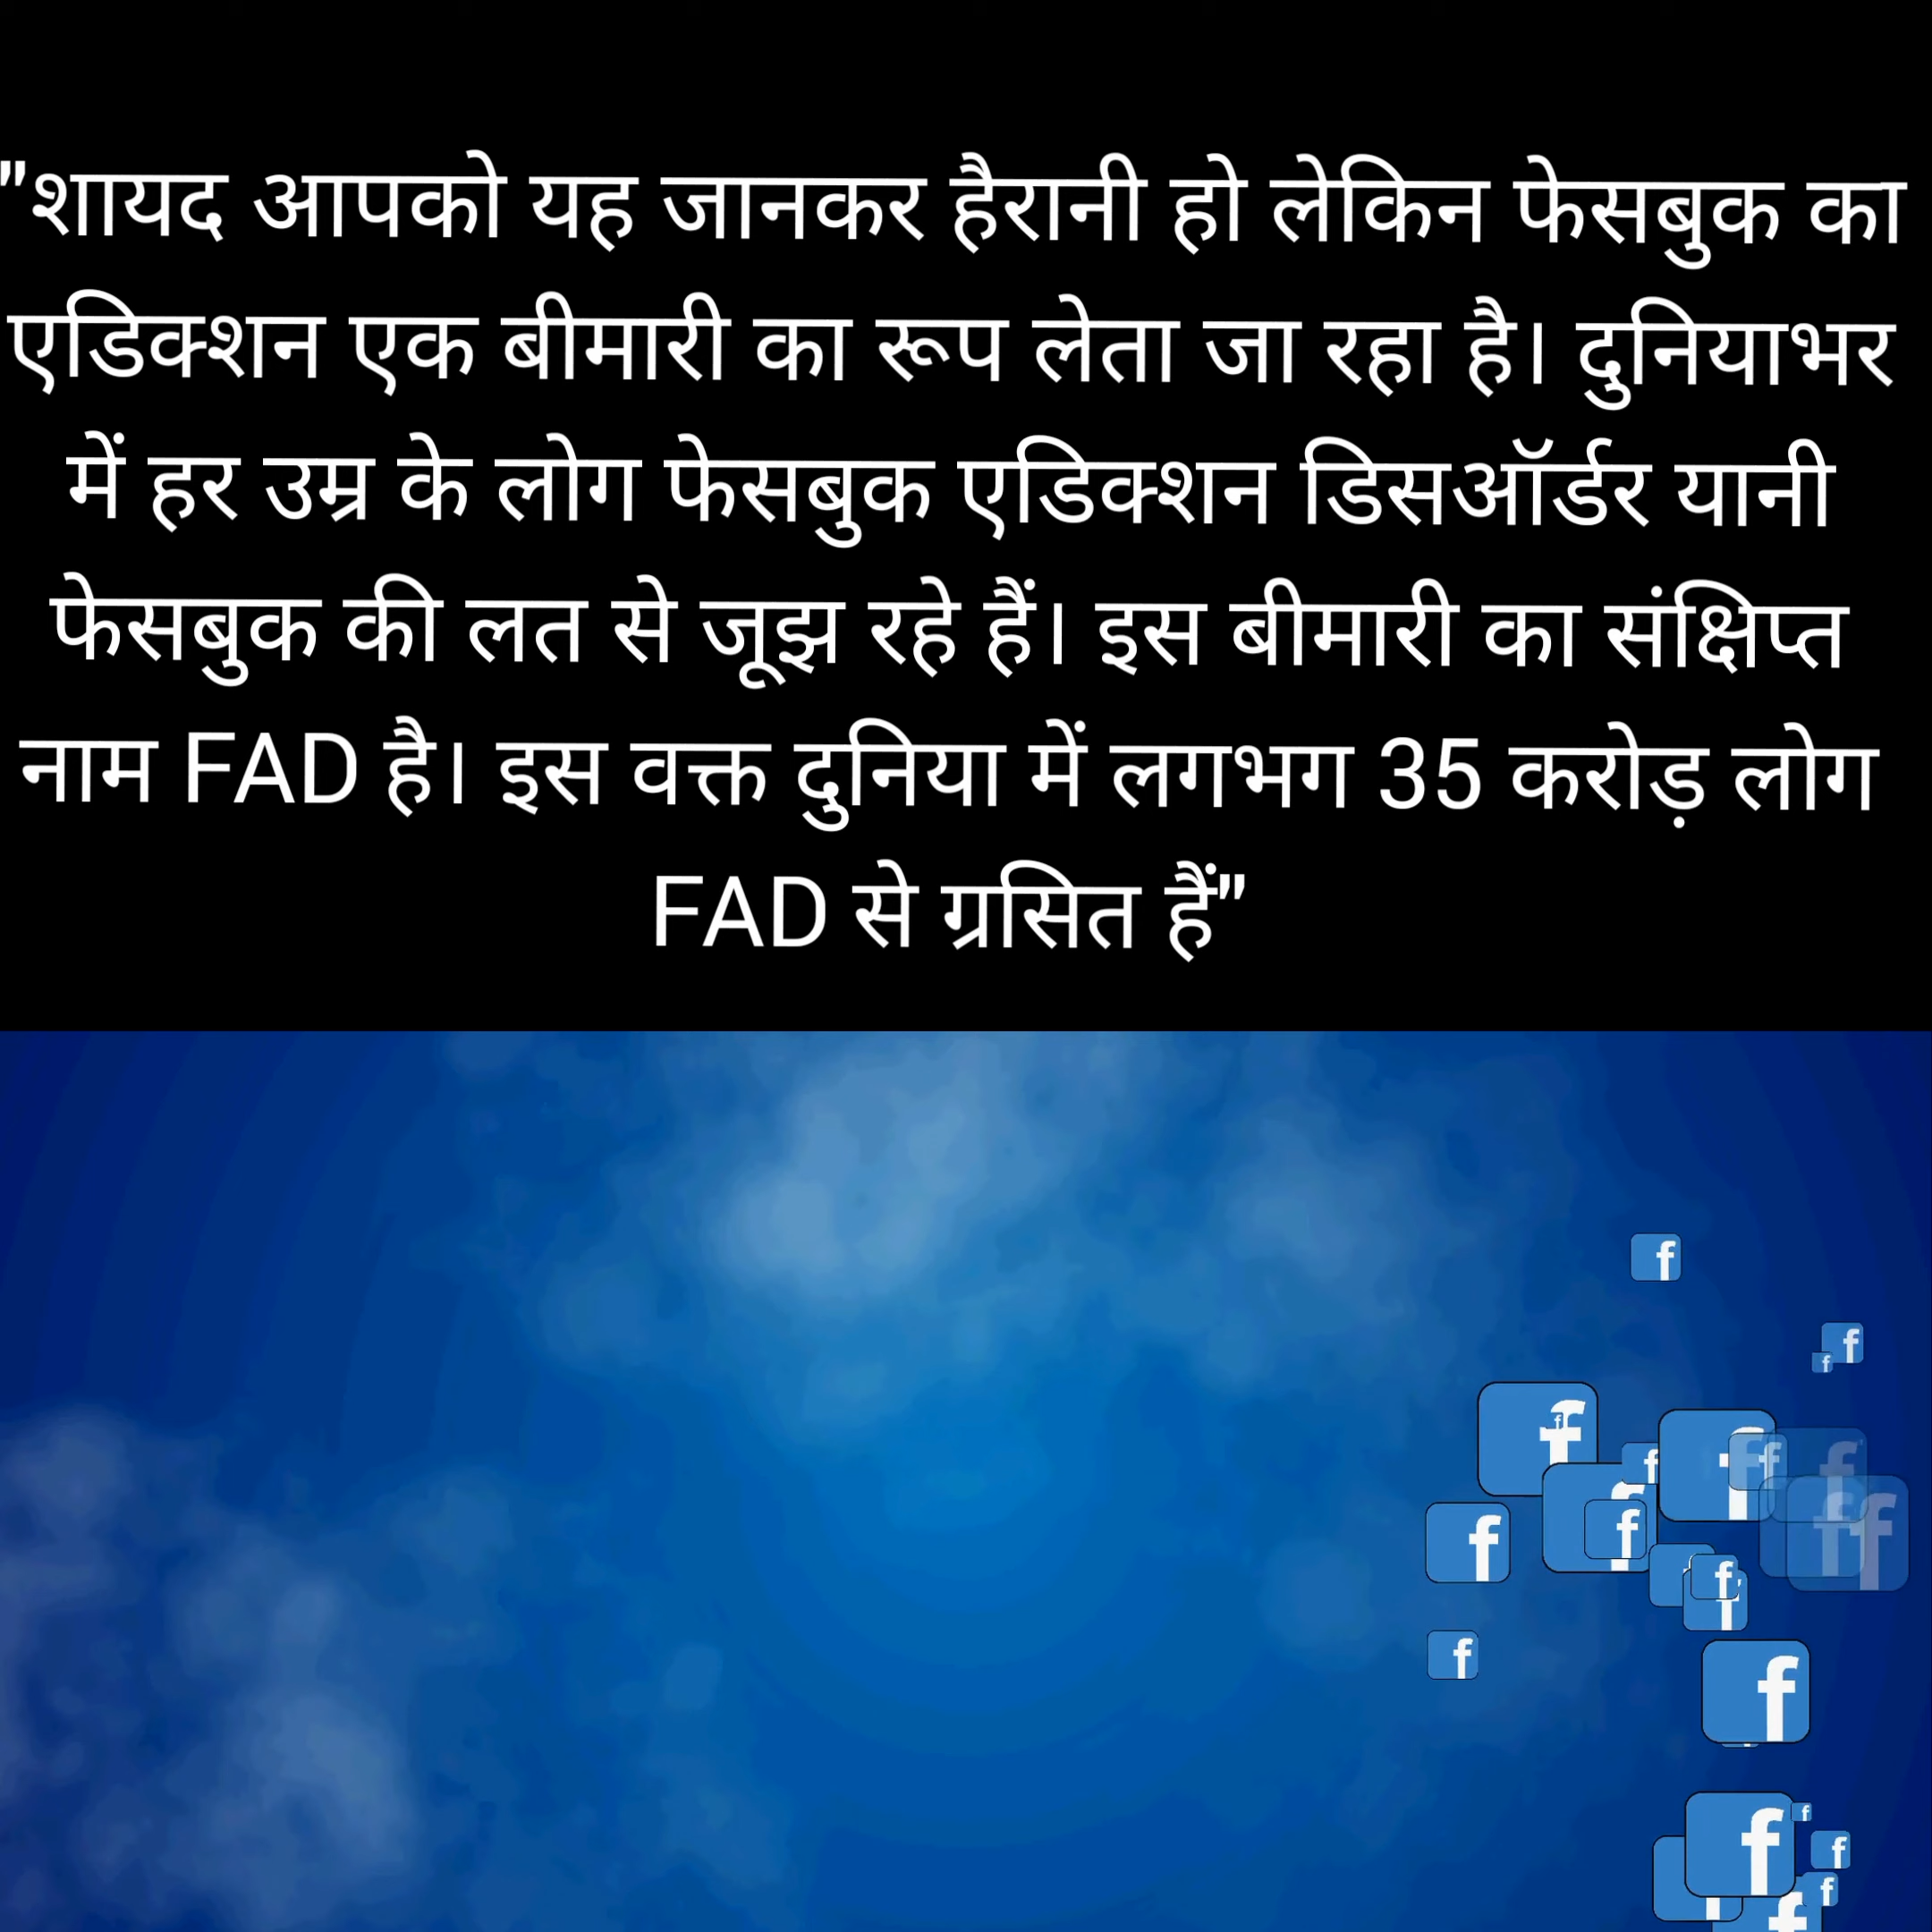 "शायद आपको यह जानकर हैरानी हो लेकिन फेसबुक का
एडिक्शन एक बीमारी का रूप लेता जा रहा है। दुनियाभर
में हर उम्र के लोग फेसबुक एडिक्शन डिसऑर्डर यानी
फेसबुक की लत से जूझ रहे हैं। इस बीमारी का संक्षिप्त
नाम FAD है। इस वक्त दुनिया में लगभग 35 करोड़ लोग
FAD से ग्रसित हैं"